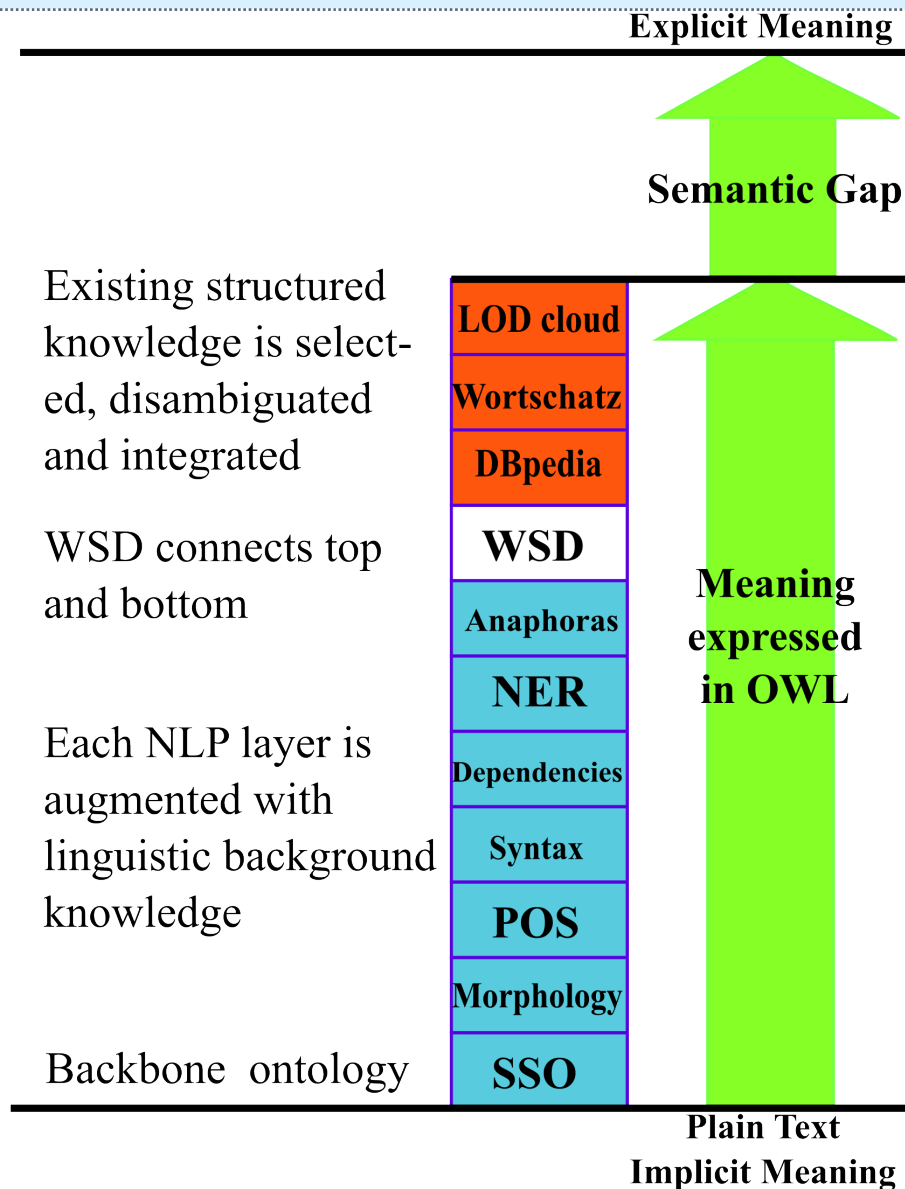 Explicit Meaning
Semantic Gap
Existing structured
knowledge is select-
ed, disambiguated
and integrated
LOD cloud
Wortschatz
DBpedia
WSD connects top
and bottom
WSD
Anaphoras
NER
Meaning
expressed
in OWL
Each NLP layer is
augmented with
linguistic background
knowledge
Dependencies
Syntax
POS
Morphology
Backbone ontology
SSO
Plain Text
Implicit Meaning